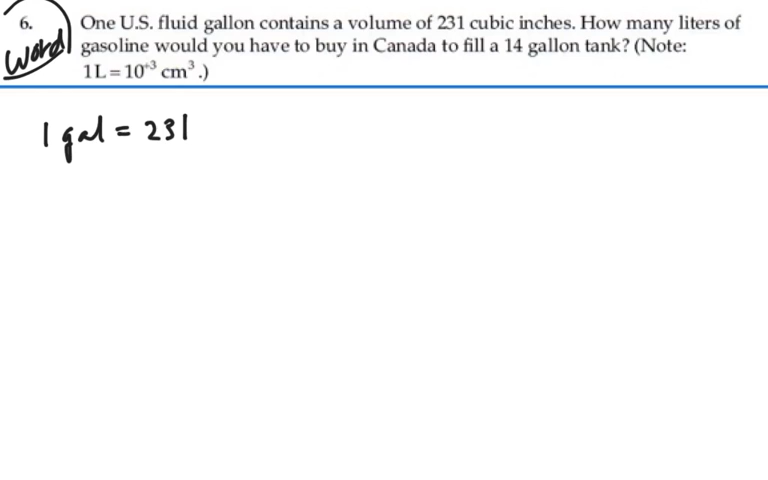 6. One U.S. fluid gallon contains a volume of 231 cubic inches. How many liters of
word gasoline would you have to buy in Canada to fill a 14 gallon tank? (Note:
1 L = 10⁺³ cm³.)
1 gal = 231